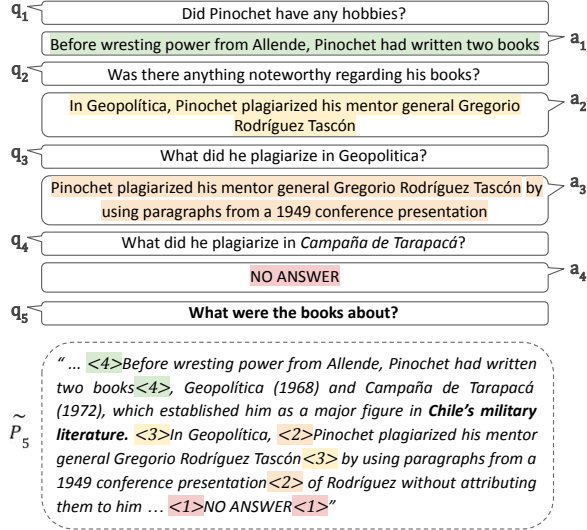 q1 Did Pinochet have any hobbies?
Before wresting power from Allende, Pinochet had written two books a1
q2 Was there anything noteworthy regarding his books?
In Geopolítica, Pinochet plagiarized his mentor general Gregorio a2
Rodríguez Tascón
q3 What did he plagiarize in Geopolitica?
Pinochet plagiarized his mentor general Gregorio Rodríguez Tascón by a3
using paragraphs from a 1949 conference presentation
q4 What did he plagiarize in Campaña de Tarapacá?
NO ANSWER a4
q5 What were the books about?
“ ... <4>Before wresting power from Allende, Pinochet had written
two books<4>, Geopolítica (1968) and Campaña de Tarapacá
(1972), which established him as a major figure in Chile’s military
P̃5 literature. <3>In Geopolítica, <2>Pinochet plagiarized his mentor
general Gregorio Rodríguez Tascón<3> by using paragraphs from a
1949 conference presentation<2> of Rodríguez without attributing
them to him ... <1>NO ANSWER<1>”